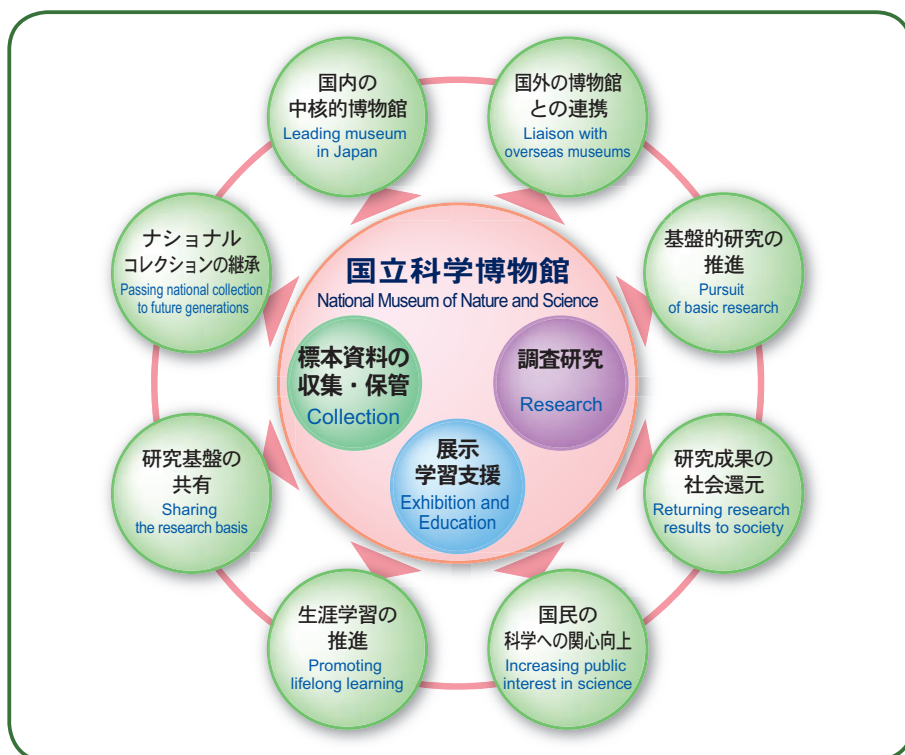 国内の
中核的博物館
Leading museum
in Japan
国外の博物館
との連携
Liaison with
overseas museums
ナショナル
コレクションの継承
Passing national collection
to future generations
基盤的研究の
推進
Pursuit
of basic research
国立科学博物館
National Museum of Nature and Science
標本資料の
収集・保管
Collection
調査研究
Research
展示
学習支援
Exhibition and
Education
研究基盤の
共有
Sharing
the research basis
研究成果の
社会還元
Returning research
results to society
生涯学習の
推進
Promoting
lifelong learning
国民の
科学への関心向上
Increasing public
interest in science